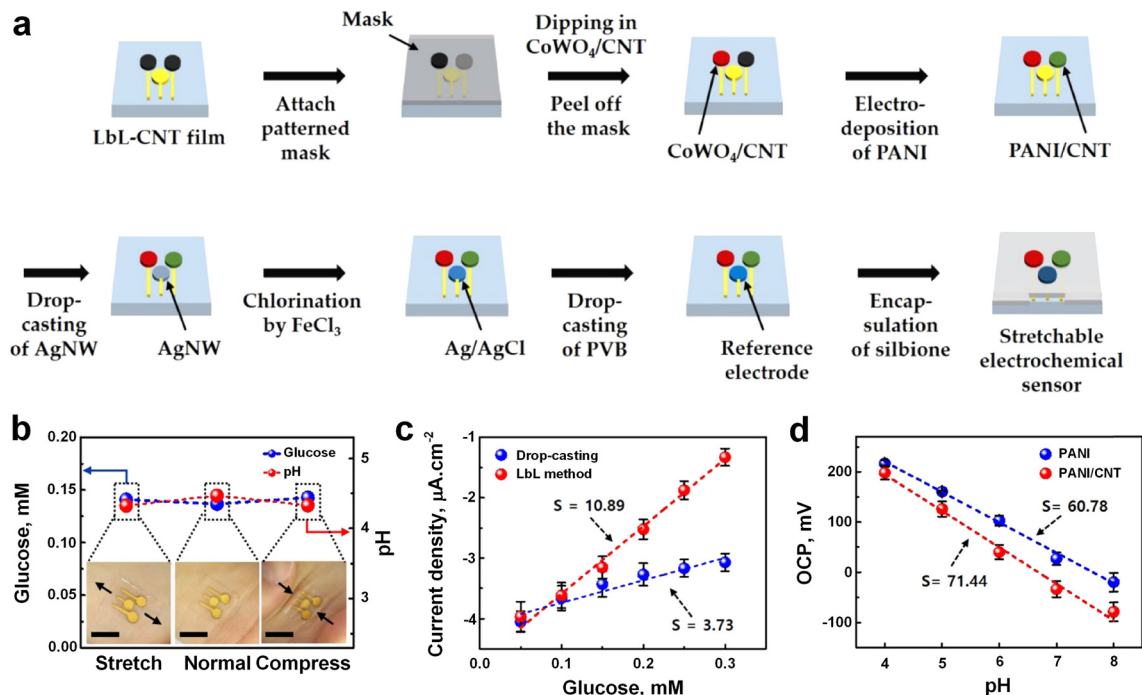 a
Mask
Dipping in
CoWO₄/CNT
LbL-CNT film
Attach
patterned
mask
Peel off
the mask
CoWO₄/CNT
Electro-
deposition
of PANI
PANI/CNT
Drop-
casting
of AgNW
AgNW
Chlorination
by FeCl₃
Ag/AgCl
Drop-
casting
of PVB
Reference
electrode
Encap-
sulation
of silbione
Stretchable
electrochemical
sensor
b
Glucose, mM
0.20
0.15
0.10
0.05
0.00
Glucose
pH
5
4
3
pH
Stretch Normal Compress
c
Current density, μA.cm⁻²
-1
-2
-3
-4
Drop-casting
LbL method
S = 10.89
S = 3.73
0.0 0.1 0.2 0.3
Glucose, mM
d
OCP, mV
200
100
0
-100
PANI
PANI/CNT
S = 60.78
S= 71.44
4 5 6 7 8
pH